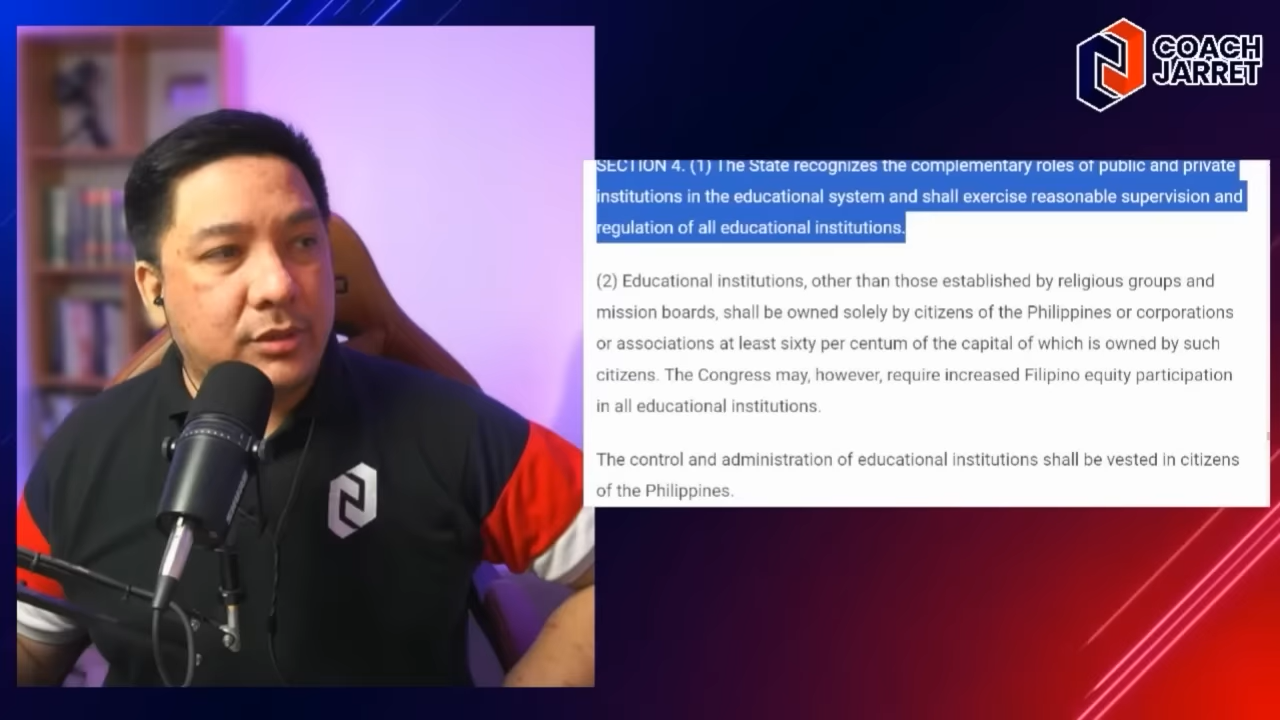 COACH
JARRET
SECTION 4. (1) The State recognizes the complementary roles of public and private
institutions in the educational system and shall exercise reasonable supervision and
regulation of all educational institutions.
(2) Educational institutions, other than those established by religious groups and
mission boards, shall be owned solely by citizens of the Philippines or corporations
or associations at least sixty per centum of the capital of which is owned by such
citizens. The Congress may, however, require increased Filipino equity participation
in all educational institutions.
The control and administration of educational institutions shall be vested in citizens
of the Philippines.